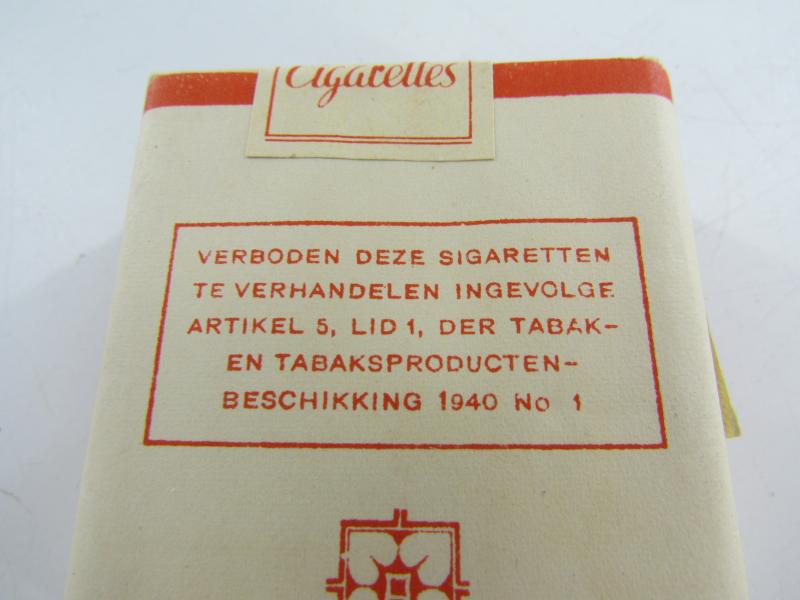 Cigarettes
VERBODEN DEZE SIGARETTEN
TE VERHANDELEN INGEVOLGE
ARTIKEL 5, LID 1, DER TABAK-
EN TABAKSPRODUCTEN-
BESCHIKKING 1940 No 1